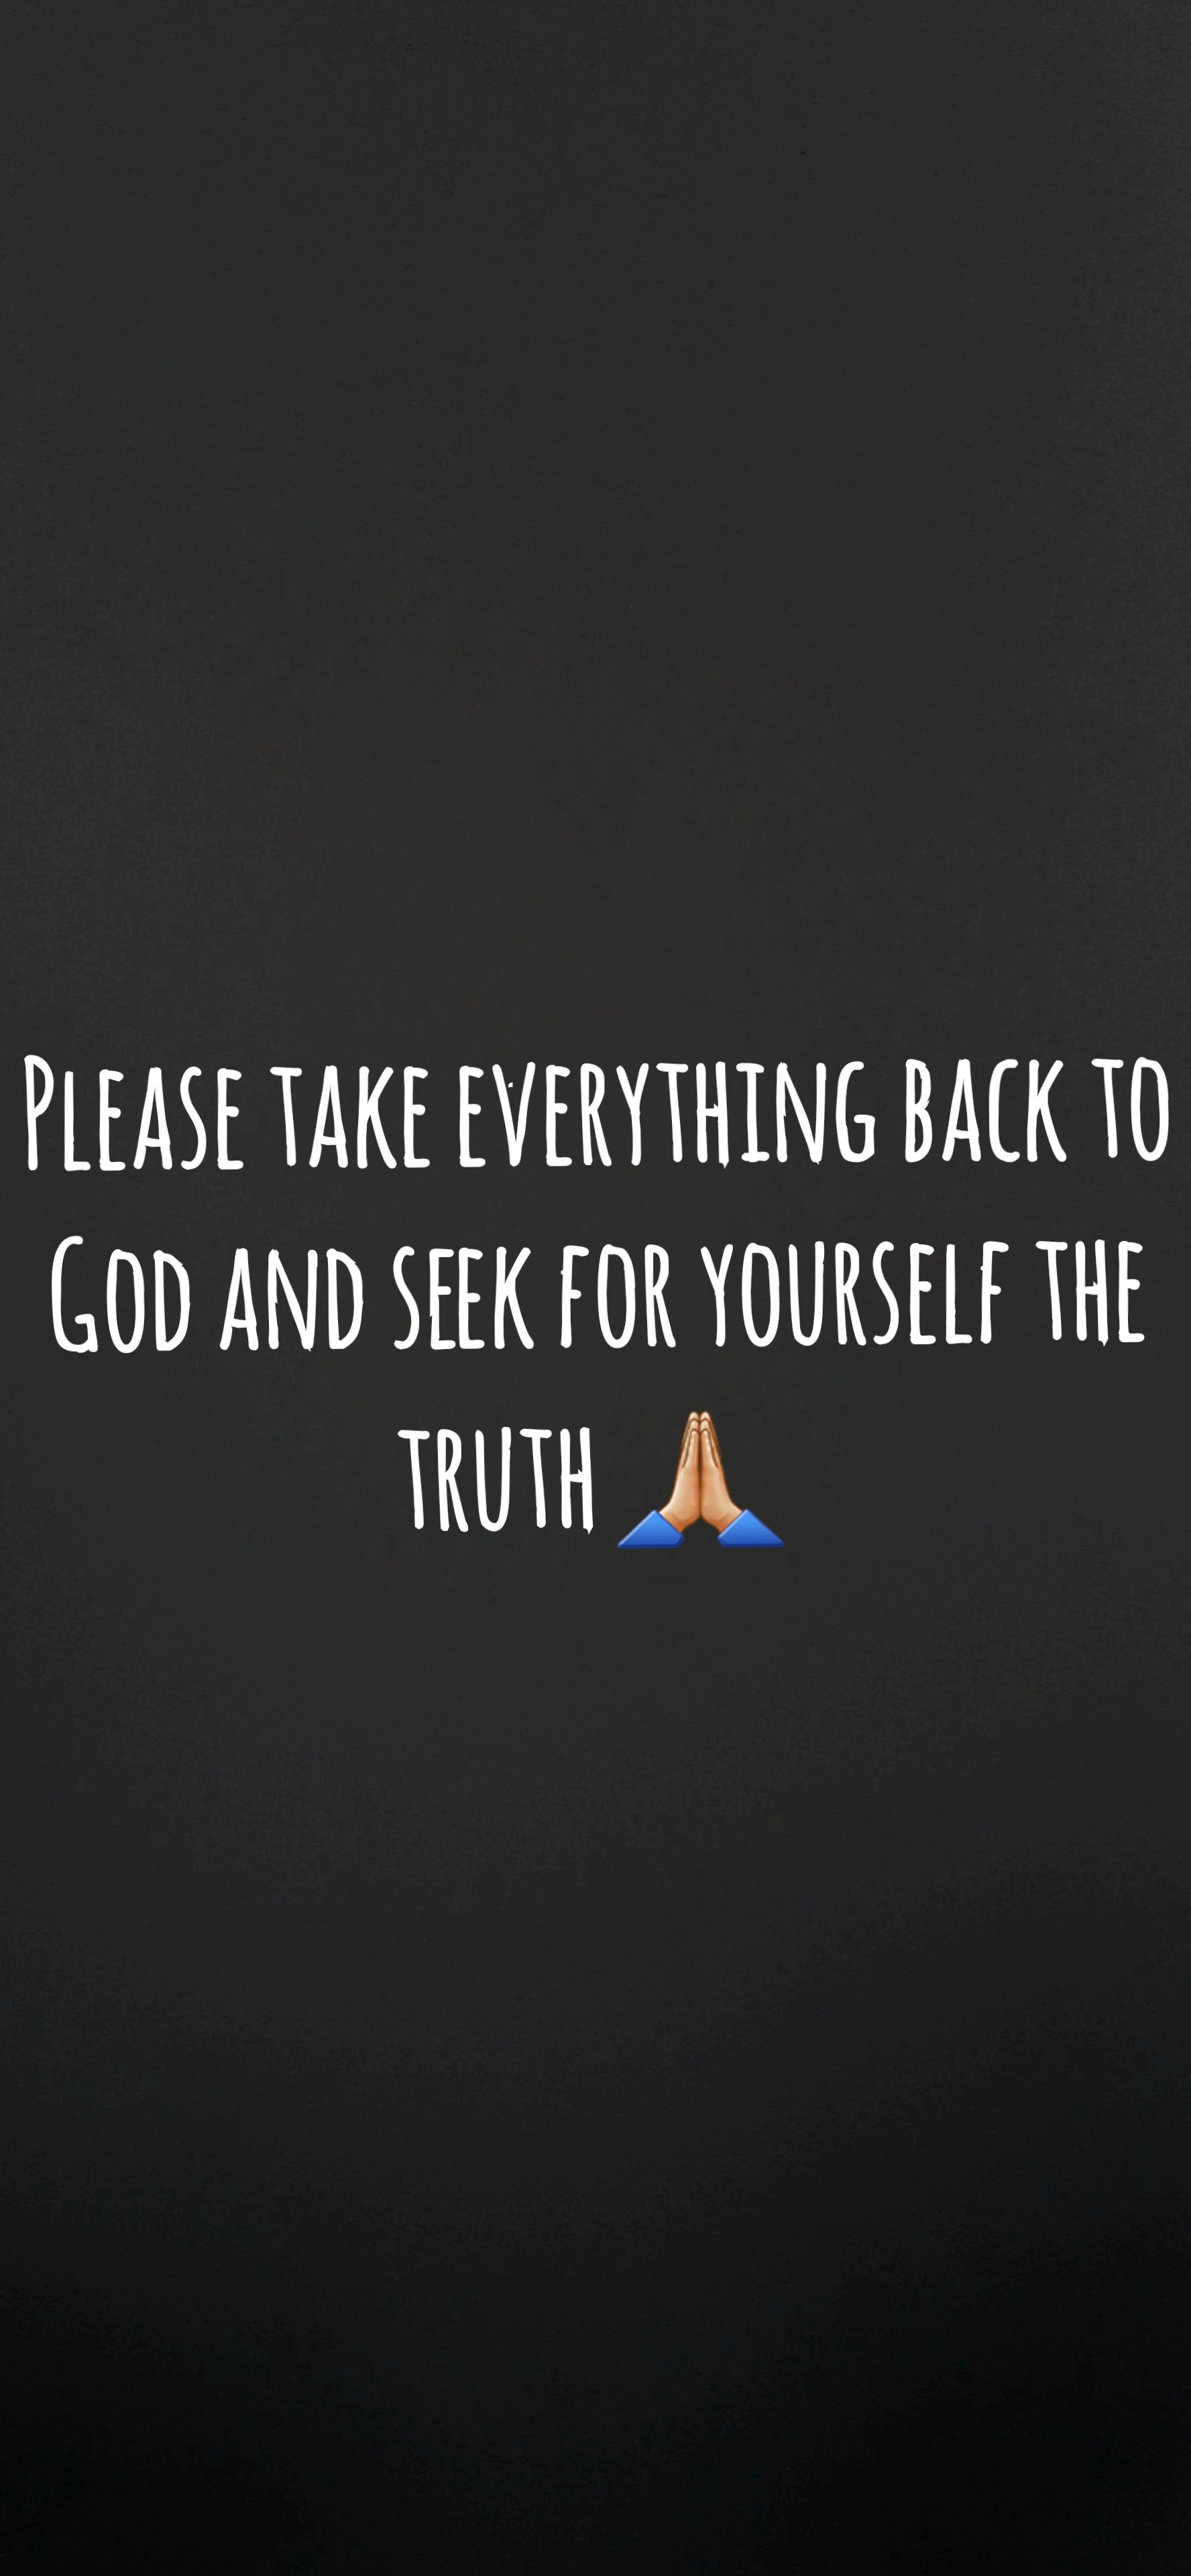 Please take everything back to
God and seek for yourself the
truth 🙏🏼